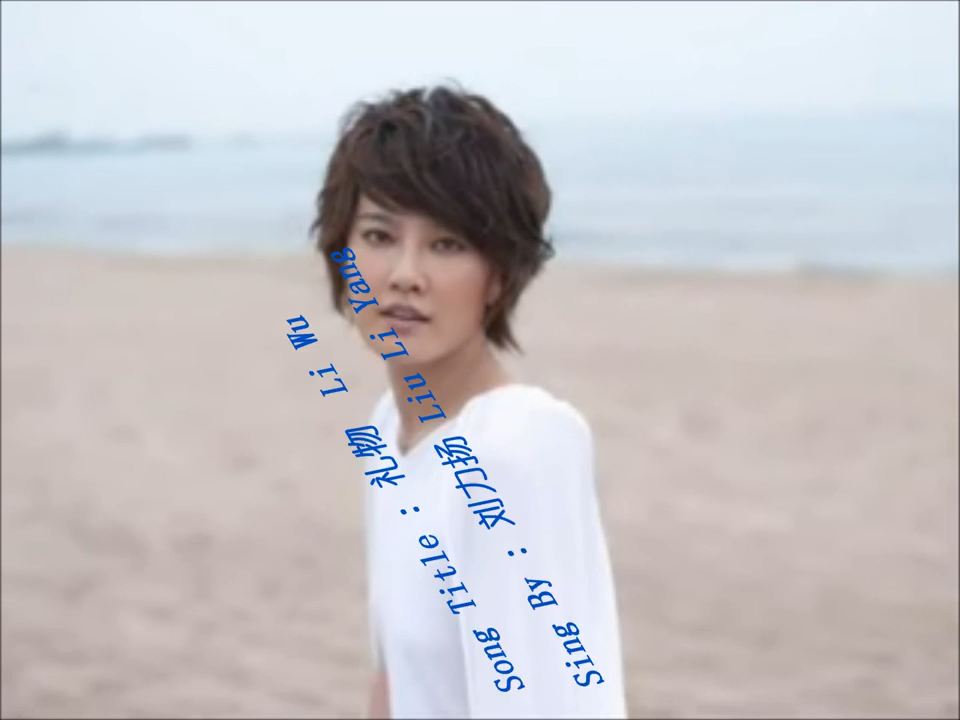 Song Title : 礼物 Li Wu
Sing By : 刘力扬 Liu Li Yang